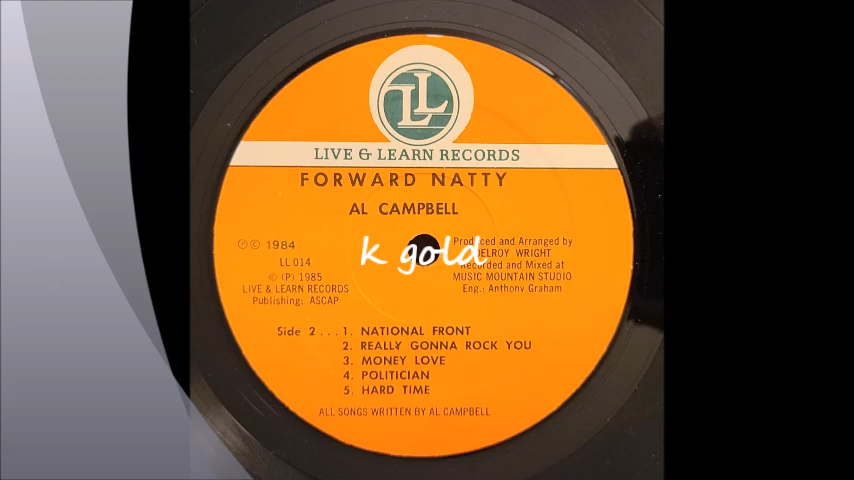 LL
LIVE & LEARN RECORDS
FORWARD NATTY
AL CAMPBELL
℗ © 1984
LL 014
© (P) 1985
LIVE & LEARN RECORDS
Publishing: ASCAP
k gold
Produced and Arranged by
DELROY WRIGHT
Recorded and Mixed at
MUSIC MOUNTAIN STUDIO
Eng.: Anthony Graham
Side 2 . . . 1. NATIONAL FRONT
2. REALLY GONNA ROCK YOU
3. MONEY LOVE
4. POLITICIAN
5. HARD TIME
ALL SONGS WRITTEN BY AL CAMPBELL